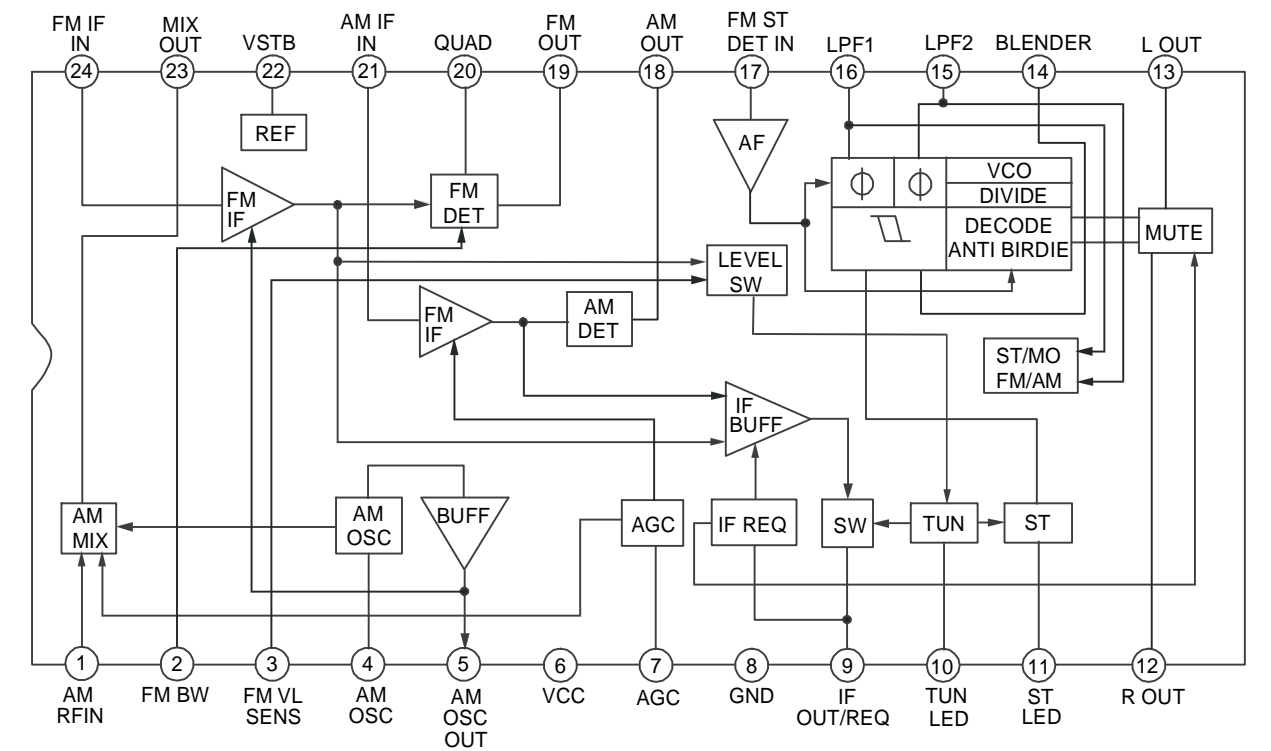 FM IF
IN
MIX
OUT
VSTB
AM IF
IN
QUAD
FM
OUT
AM
OUT
FM ST
DET IN
LPF1
LPF2
BLENDER
L OUT
24
23
22
21
20
19
18
17
16
15
14
13
REF
AF
FM
IF
FM
DET
Φ
Φ
VCO
DIVIDE
DECODE
ANTI BIRDIE
MUTE
LEVEL
SW
FM
IF
AM
DET
ST/MO
FM/AM
IF
BUFF
AM
MIX
AM
OSC
BUFF
AGC
IF REQ
SW
TUN
ST
1
2
3
4
5
6
7
8
9
10
11
12
AM
RFIN
FM BW
FM VL
SENS
AM
OSC
AM
OSC
OUT
VCC
AGC
GND
IF
OUT/REQ
TUN
LED
ST
LED
R OUT